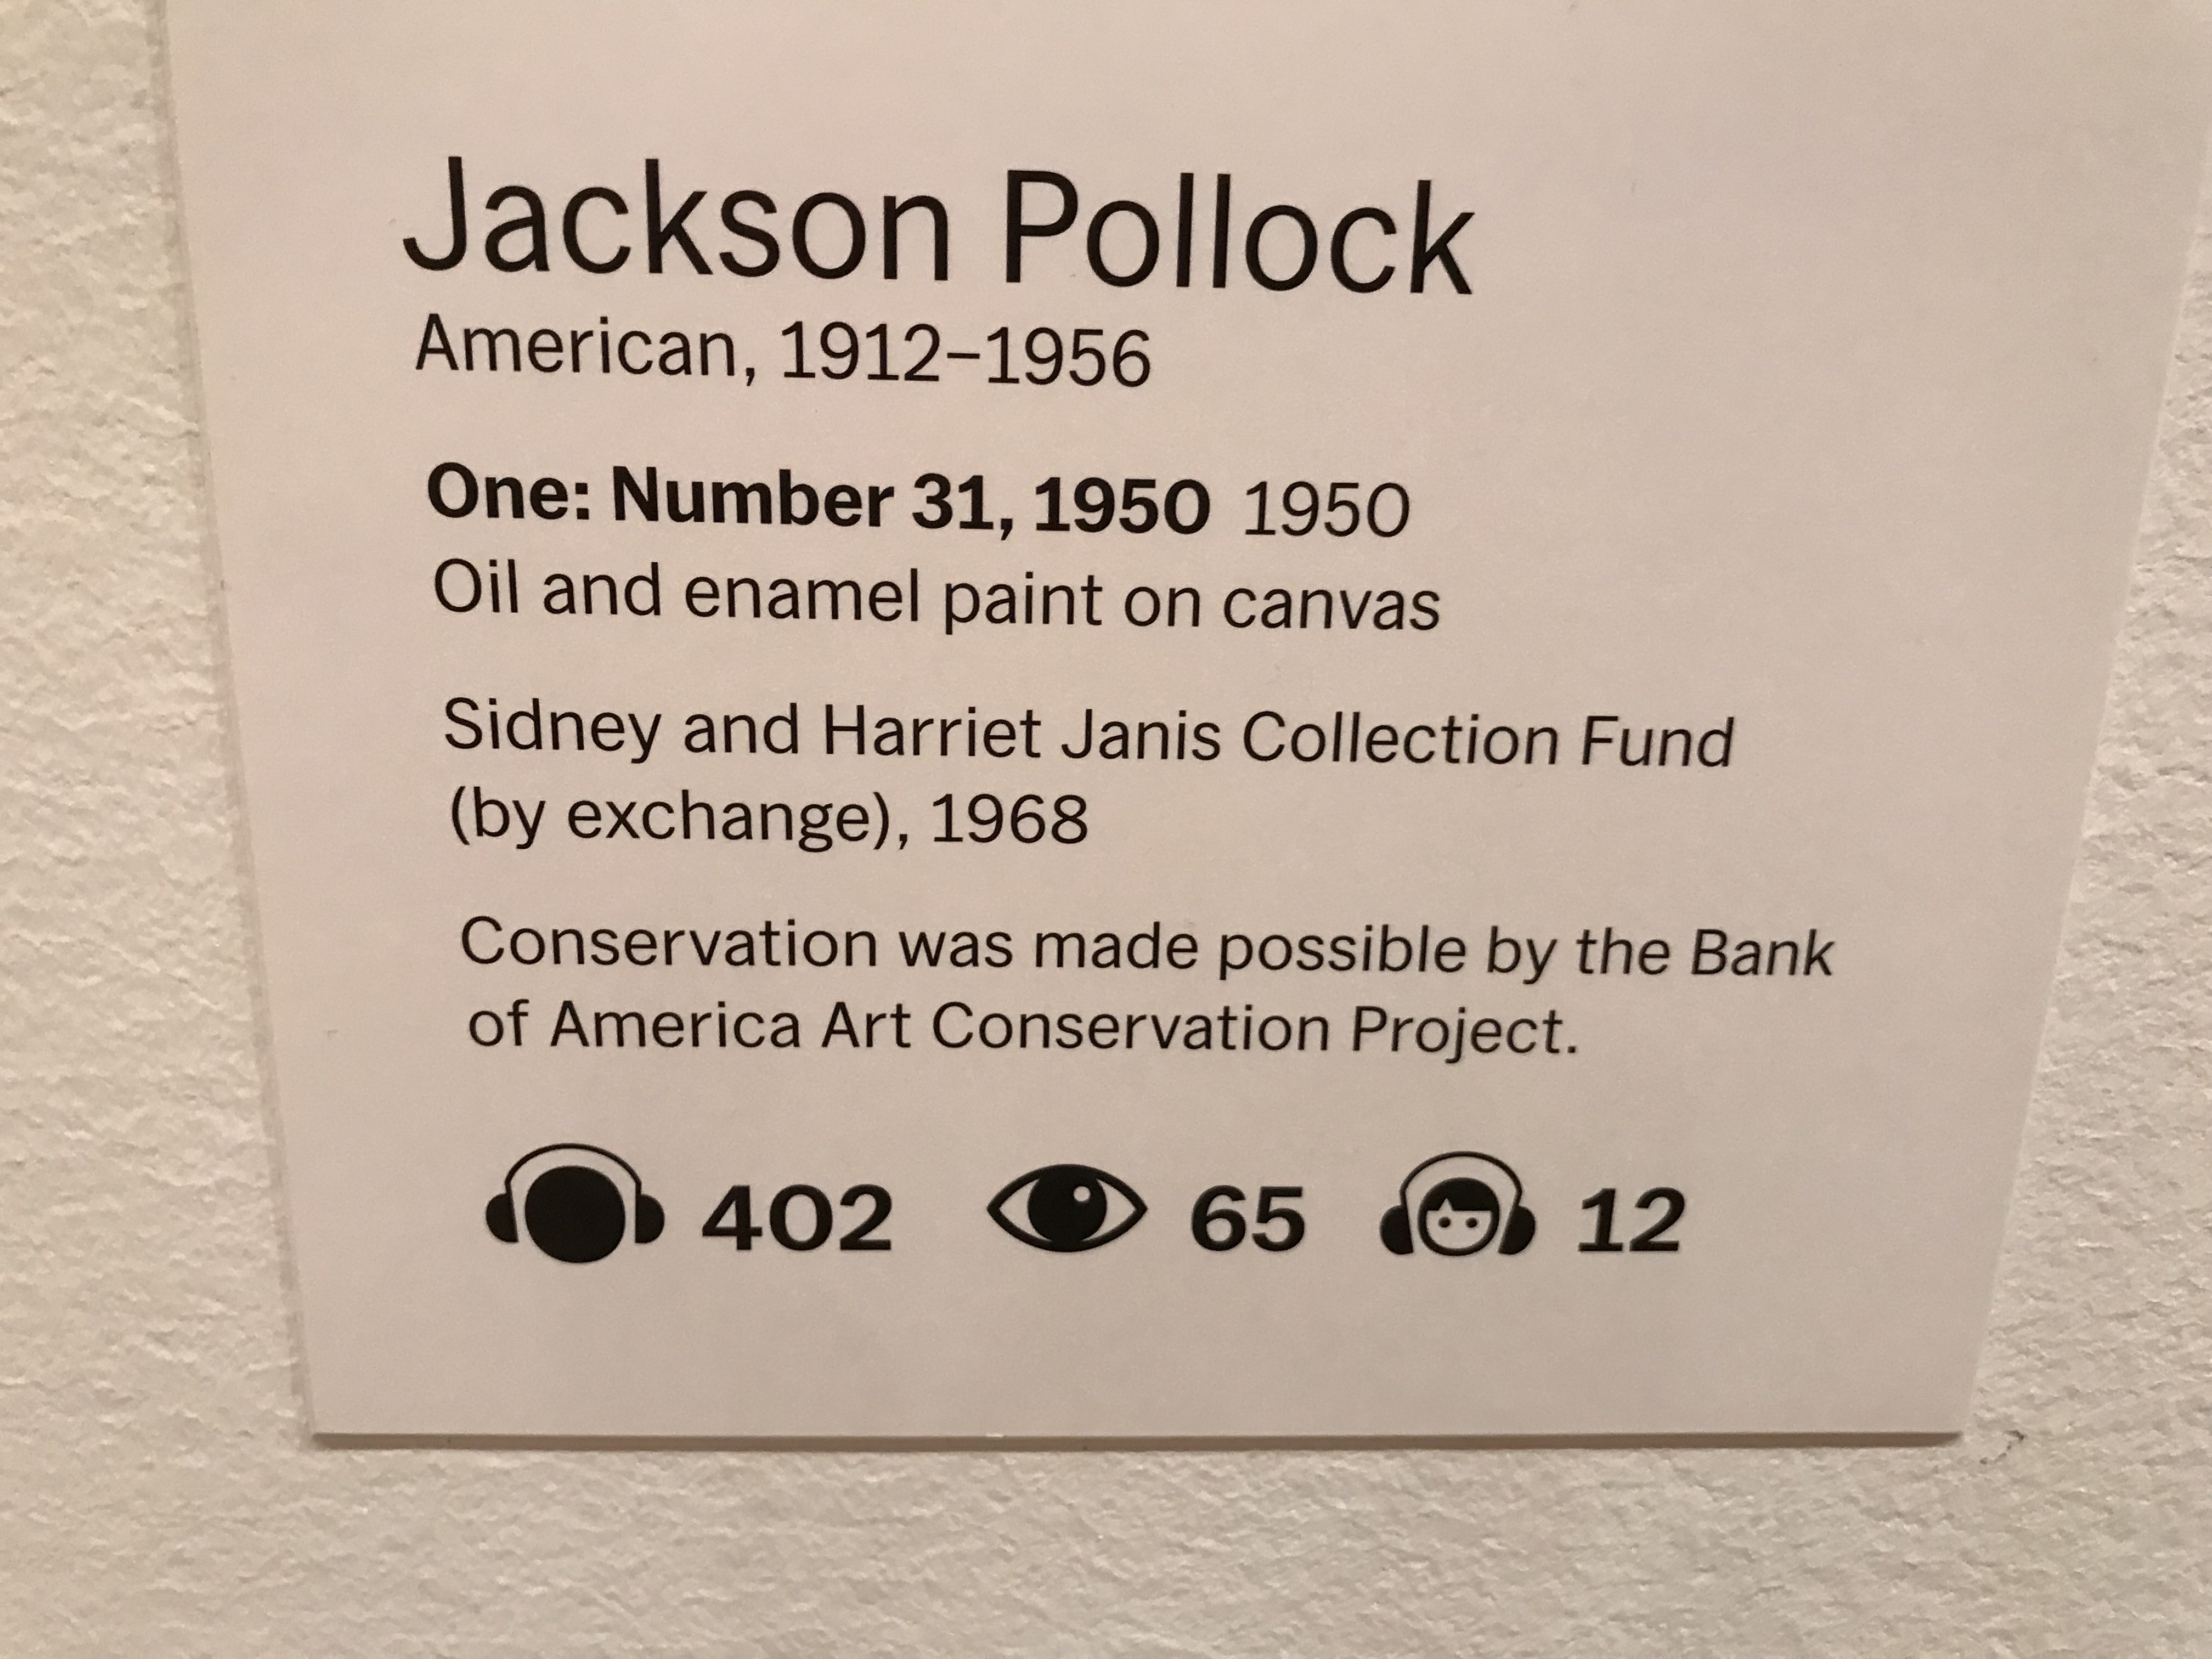 Jackson Pollock
American, 1912–1956
One: Number 31, 1950 1950
Oil and enamel paint on canvas
Sidney and Harriet Janis Collection Fund
(by exchange), 1968
Conservation was made possible by the Bank
of America Art Conservation Project.
402 65 12